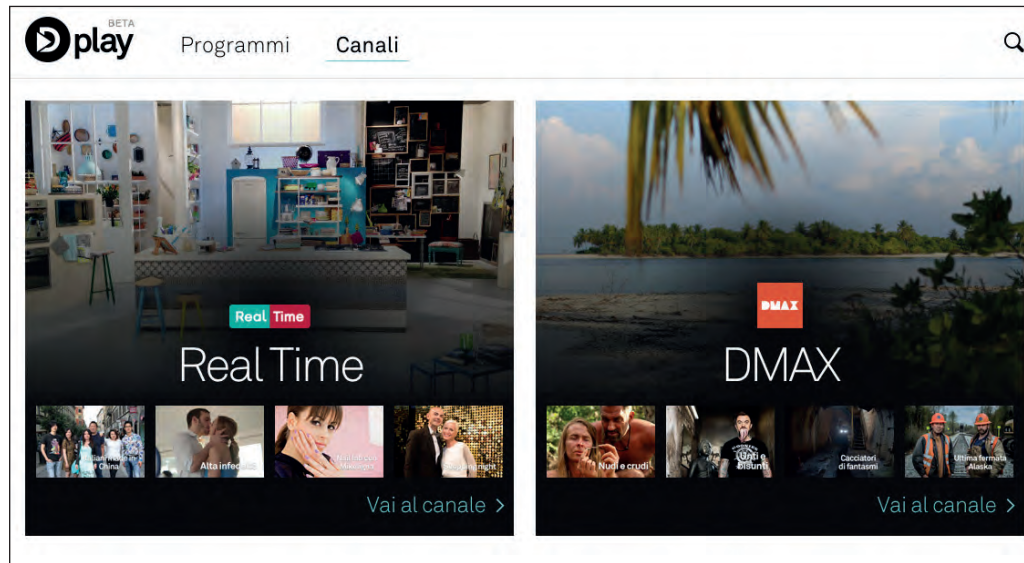 BETA
Dplay
Programmi
Canali
Real Time
Real Time
Alta infedeltà
Vai al canale >
DMAX
DMAX
Nudi e crudi
Unti e
bisunti
Cacciatori
di fantasmi
Ultima fermata
Alaska
Vai al canale >